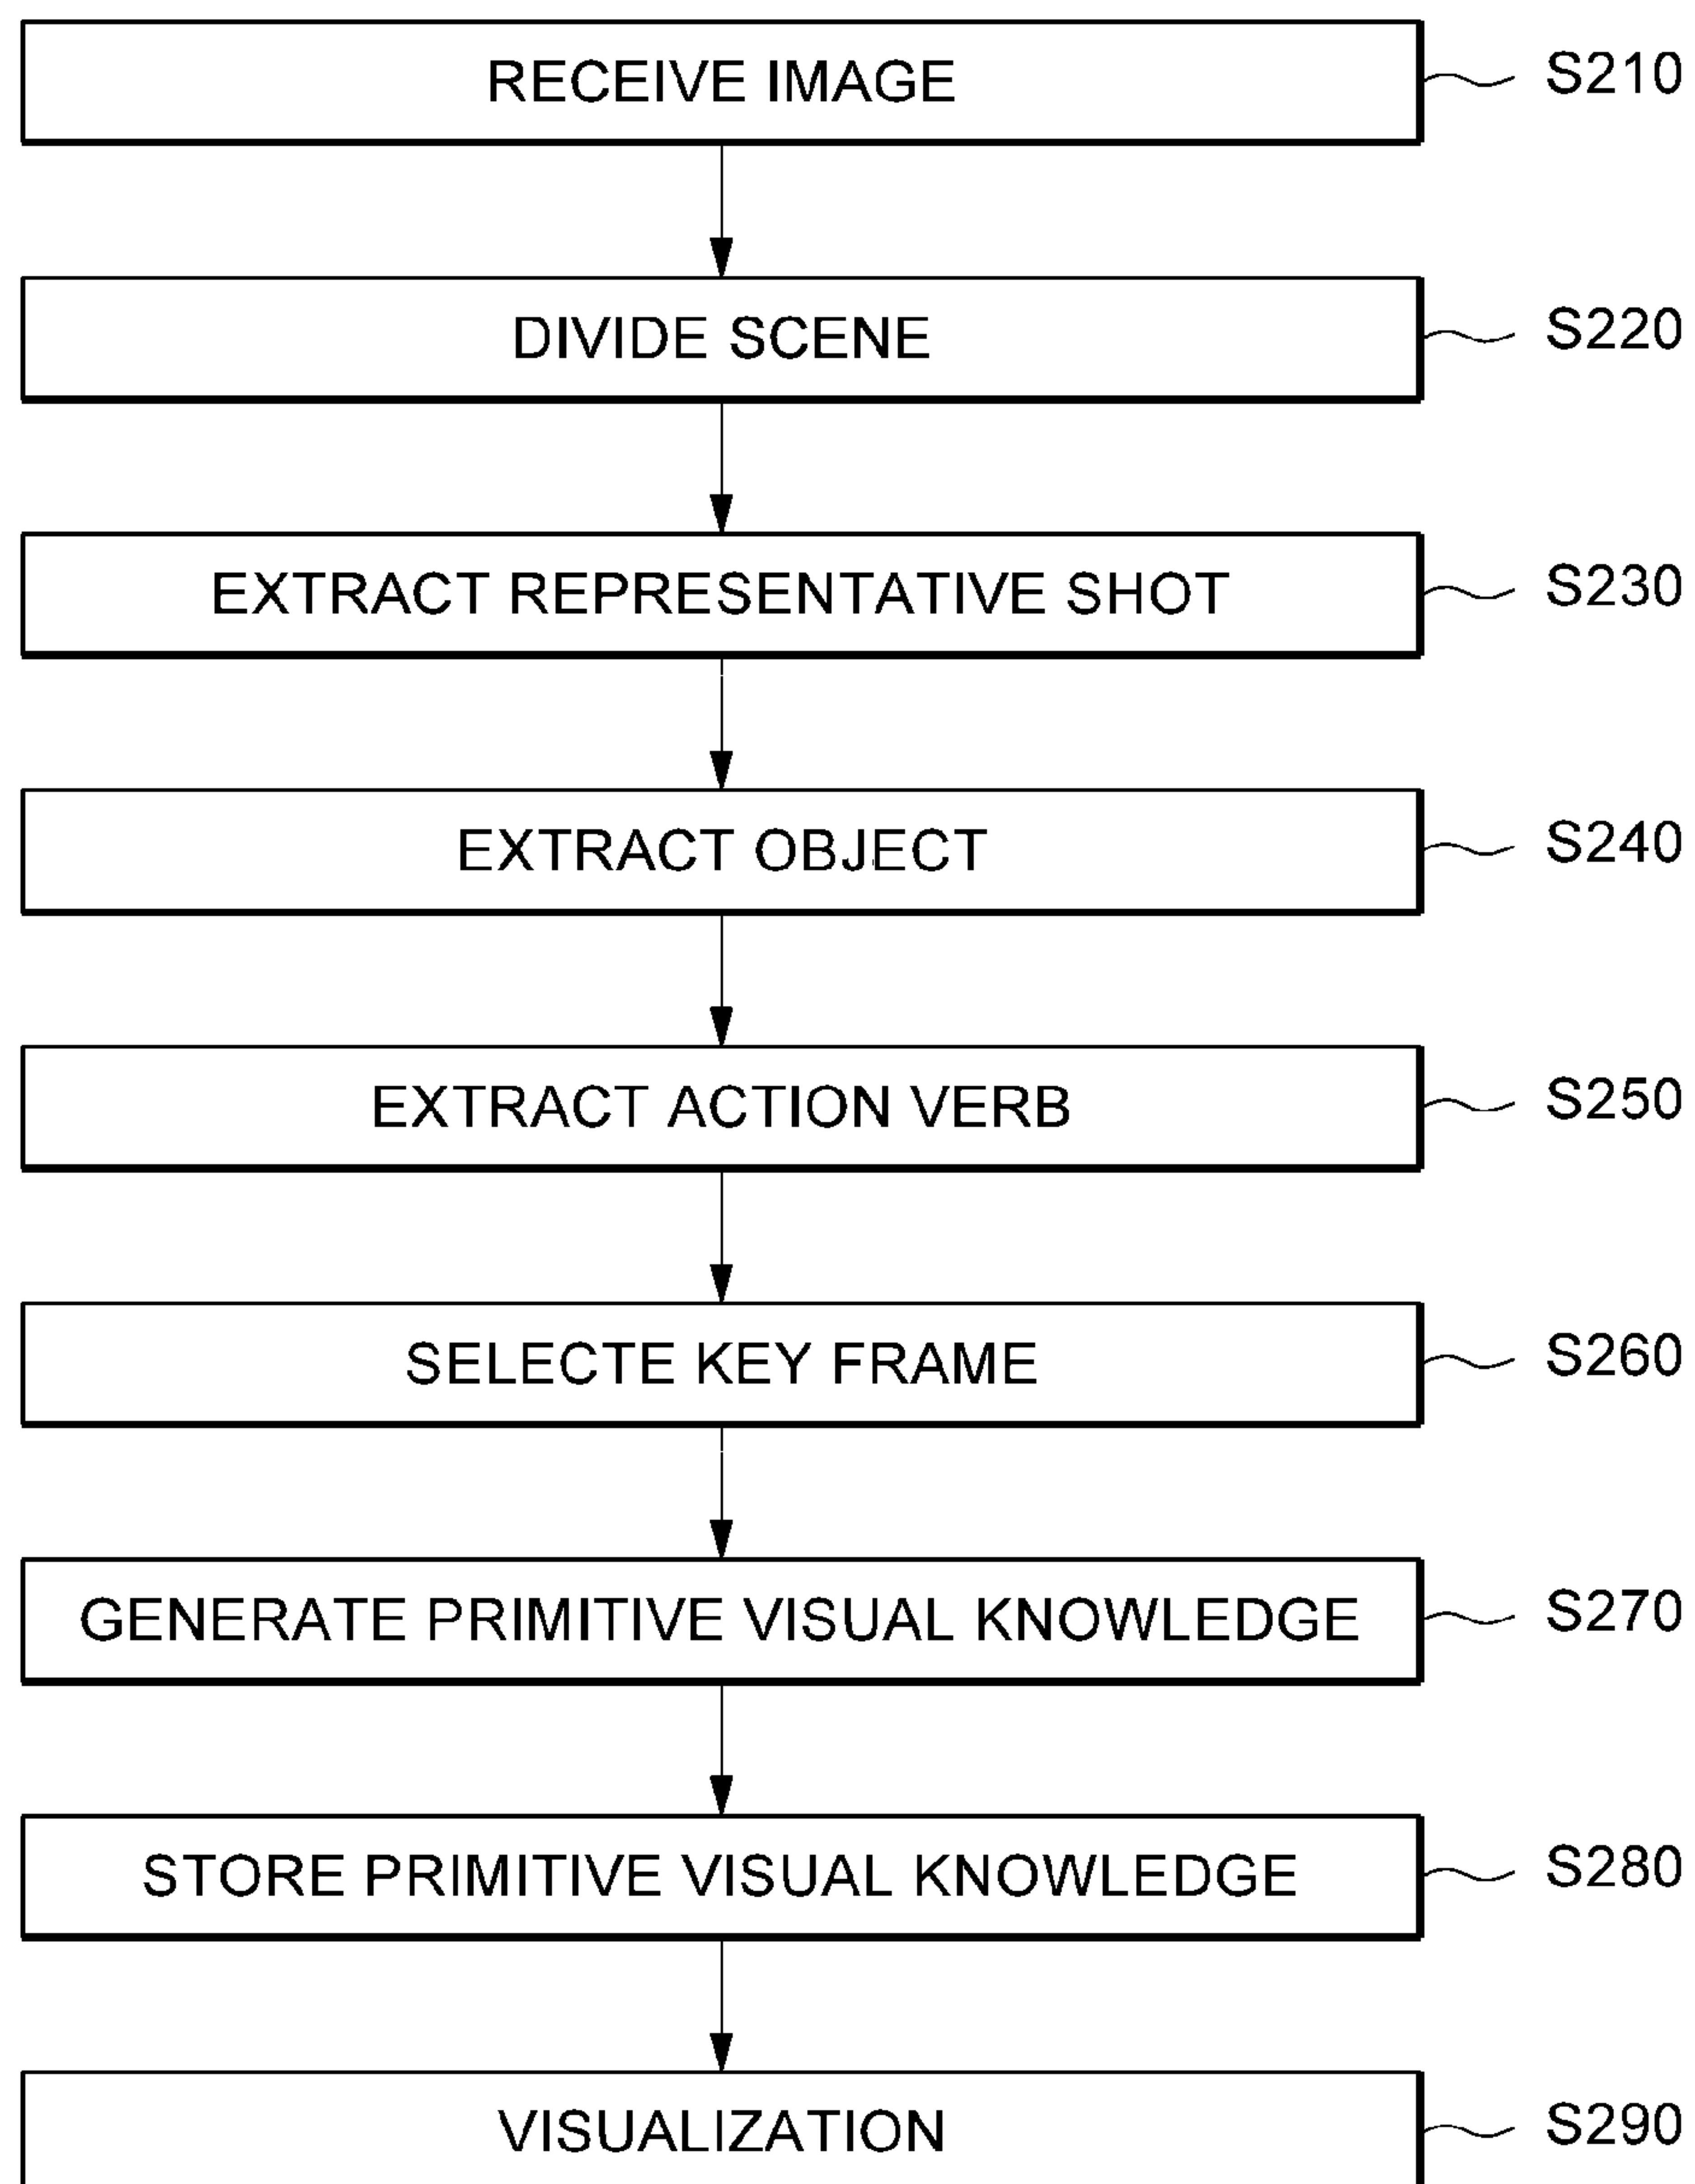 RECEIVE IMAGE S210
DIVIDE SCENE S220
EXTRACT REPRESENTATIVE SHOT S230
EXTRACT OBJECT S240
EXTRACT ACTION VERB S250
SELECTE KEY FRAME S260
GENERATE PRIMITIVE VISUAL KNOWLEDGE S270
STORE PRIMITIVE VISUAL KNOWLEDGE S280
VISUALIZATION S290